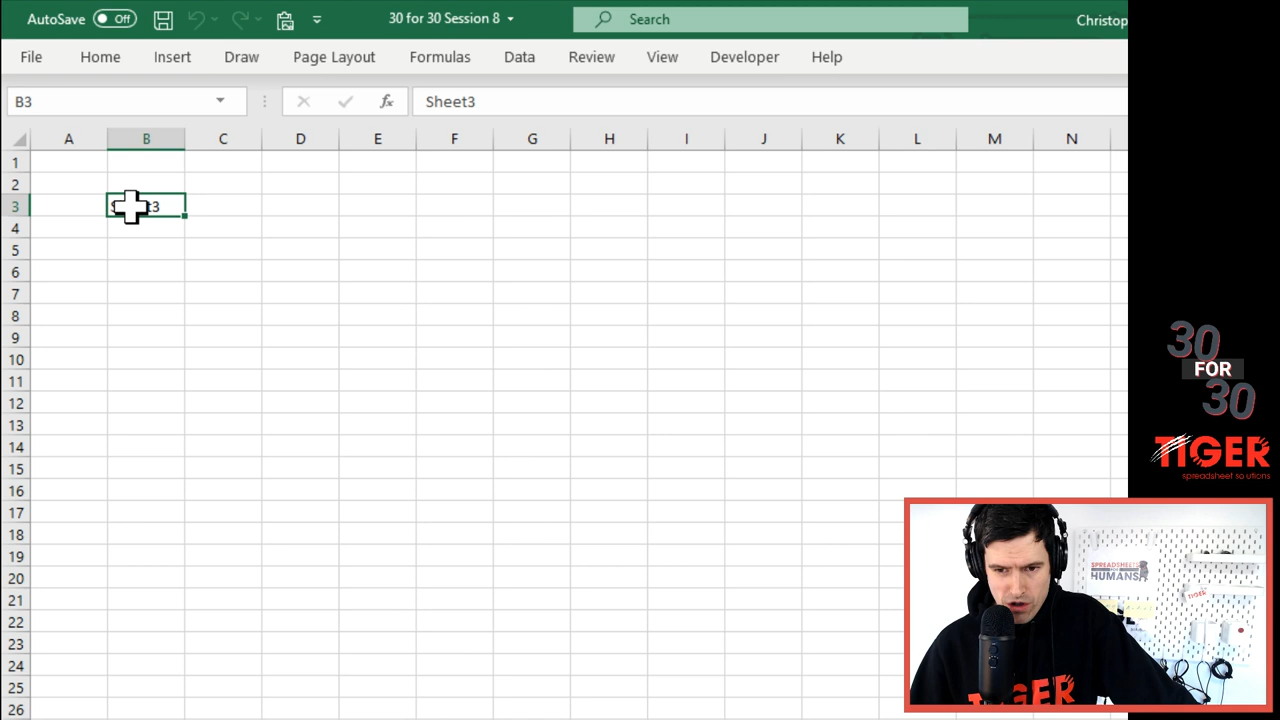 AutoSave Off 30 for 30 Session 8 Search Christop
File Home Insert Draw Page Layout Formulas Data Review View Developer Help
B3 fx Sheet3
A B C D E F G H I J K L M N
1
2
3
4
5
6
7
8
9
10
11
12
13
14
15
16
17
18
19
20
21
22
23
24
25
26
30
FOR
30
TIGER
spreadsheet solutions
SPREADSHEETS
HUMANS
TIGER
TIGER